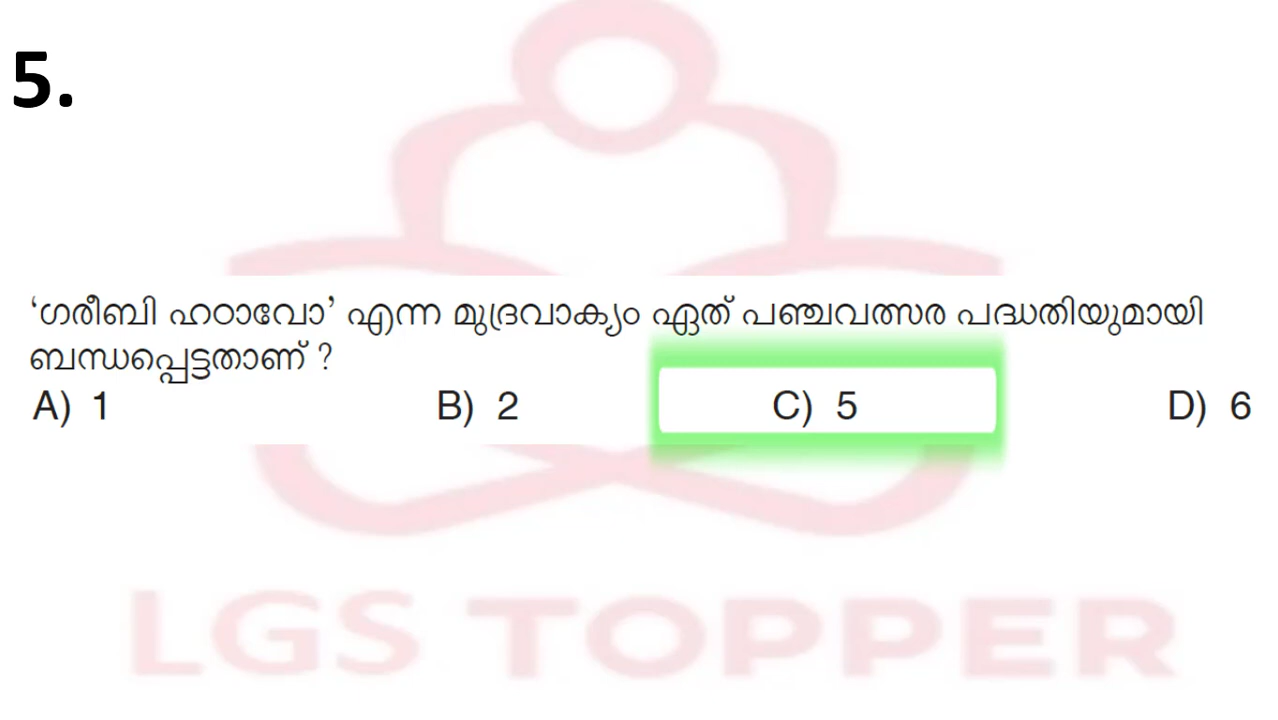 5.
‘ഗരീബി ഹഠാവോ’ എന്ന മുദ്രവാക്യം ഏത് പഞ്ചവത്സര പദ്ധതിയുമായി
ബന്ധപ്പെട്ടതാണ് ?
A) 1 B) 2 C) 5 D) 6
LGS TOPPER